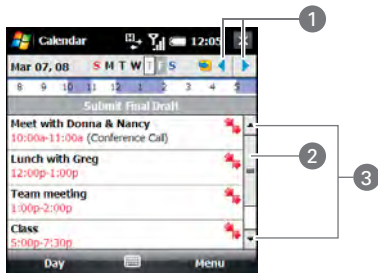 1
Calendar 12:05
Mar 07, 08 S M T W T F S
8 9 10 11 12 1 2 3 4 5
Submit Final Draft
Meet with Donna & Nancy
10:00a-11:00a (Conference Call)
Lunch with Greg
12:00p-1:00p
Team meeting
1:00p-2:00p
Class
5:00p-7:30p
2
3
Day Menu